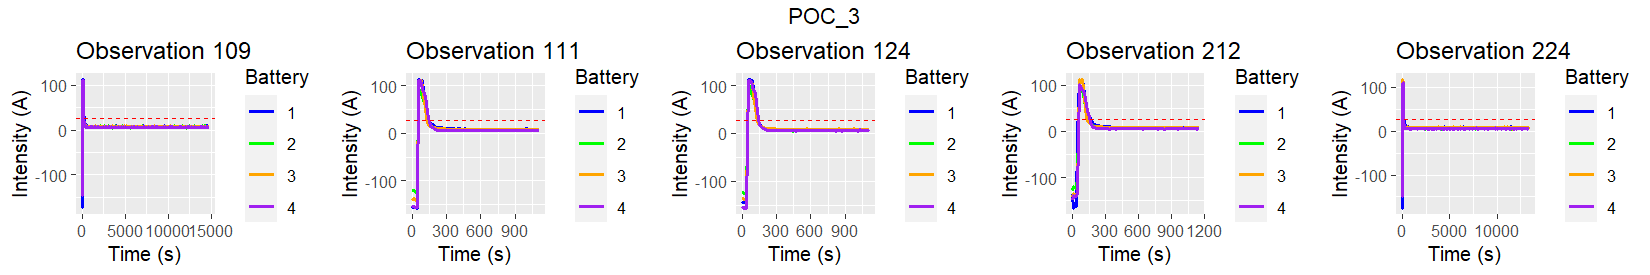 POC_3
Observation 109
Intensity (A)
100
0
-100
0
5000
10000
15000
Time (s)
Battery
1
2
3
4
Observation 111
Intensity (A)
100
0
-100
0
300
600
900
Time (s)
Battery
1
2
3
4
Observation 124
Intensity (A)
100
0
-100
0
300
600
900
Time (s)
Battery
1
2
3
4
Observation 212
Intensity (A)
100
0
-100
0
300
600
900
1200
Time (s)
Battery
1
2
3
4
Observation 224
Intensity (A)
100
0
-100
0
5000
10000
Time (s)
Battery
1
2
3
4